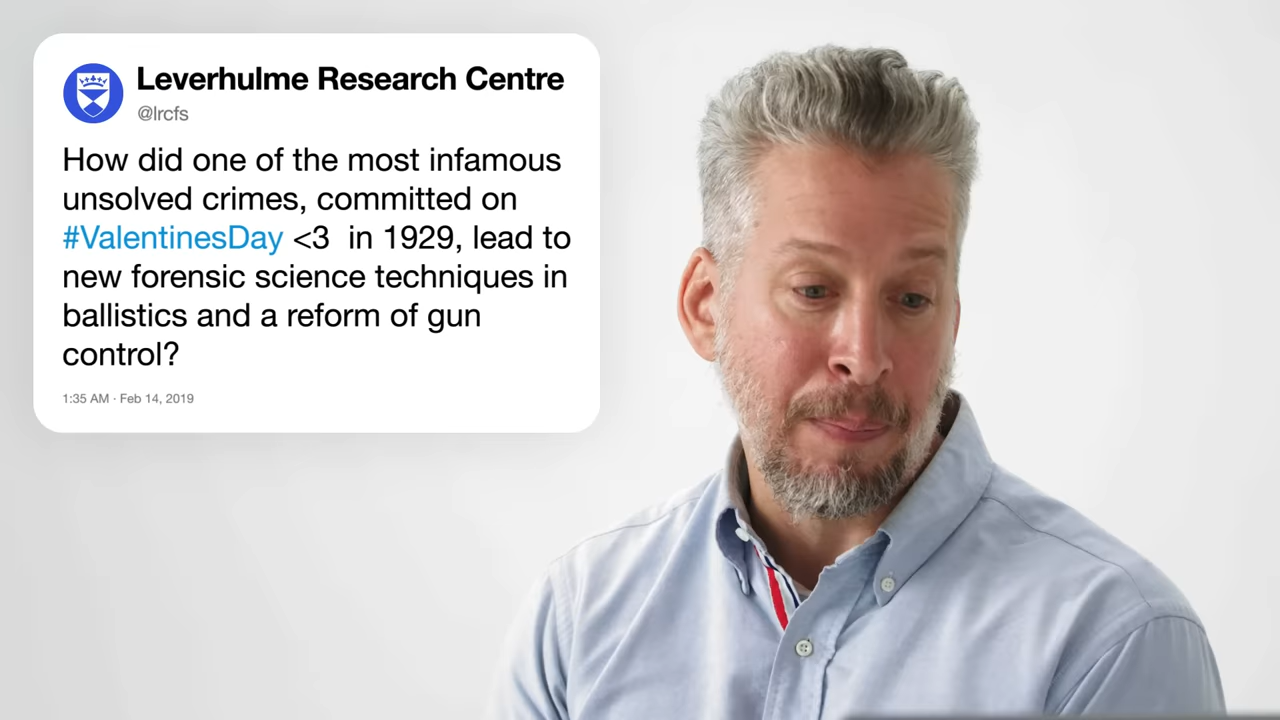 Leverhulme Research Centre
@lrcfs
How did one of the most infamous
unsolved crimes, committed on
#ValentinesDay <3  in 1929, lead to
new forensic science techniques in
ballistics and a reform of gun
control?
1:35 AM · Feb 14, 2019